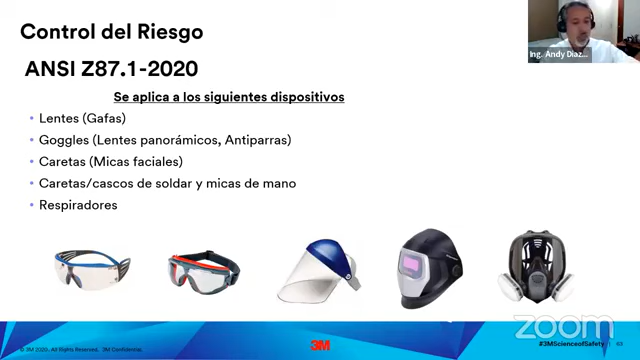 Control del Riesgo
ANSI Z87.1-2020
Se aplica a los siguientes dispositivos
Lentes (Gafas)
Goggles (Lentes panorámicos, Antiparras)
Caretas (Micas faciales)
Caretas/cascos de soldar y micas de mano
Respiradores
Ing. Andy Diaz...
© 3M 2020. All Rights Reserved. 3M Confidencial.
3M
#3MScienceofSafety
63
zoom